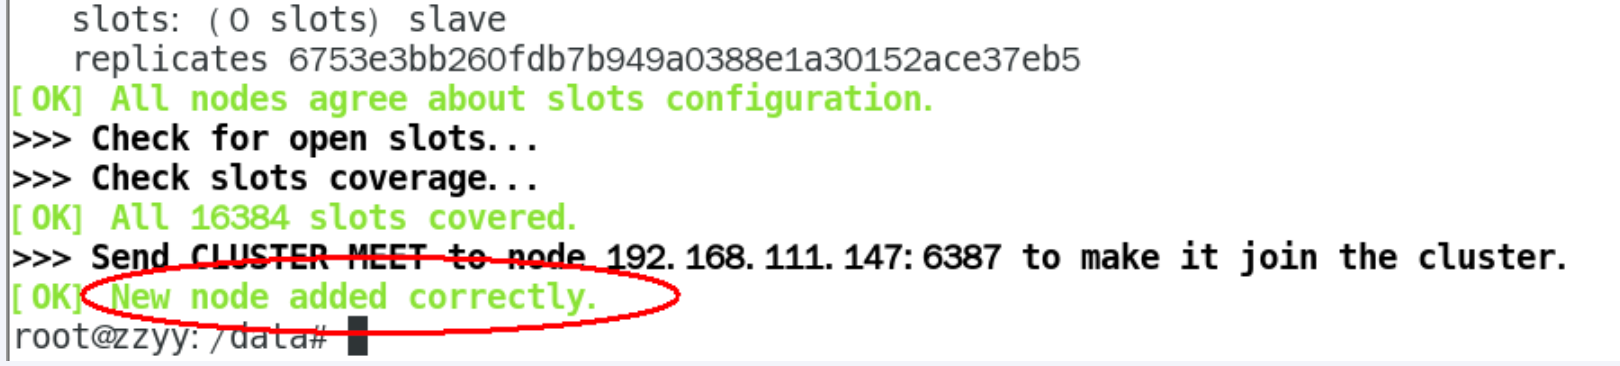 slots: (0 slots) slave
replicates 6753e3bb260fdb7b949a0388e1a30152ace37eb5
[OK] All nodes agree about slots configuration.
>>> Check for open slots...
>>> Check slots coverage...
[OK] All 16384 slots covered.
>>> Send CLUSTER MEET to node 192.168.111.147:6387 to make it join the cluster.
[OK] New node added correctly.
root@zzyy:/data#